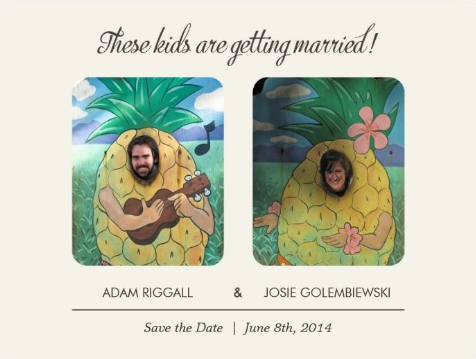 These kids are getting married!
ADAM RIGGALL & JOSIE GOLEMBIEWSKI
Save the Date | June 8th, 2014